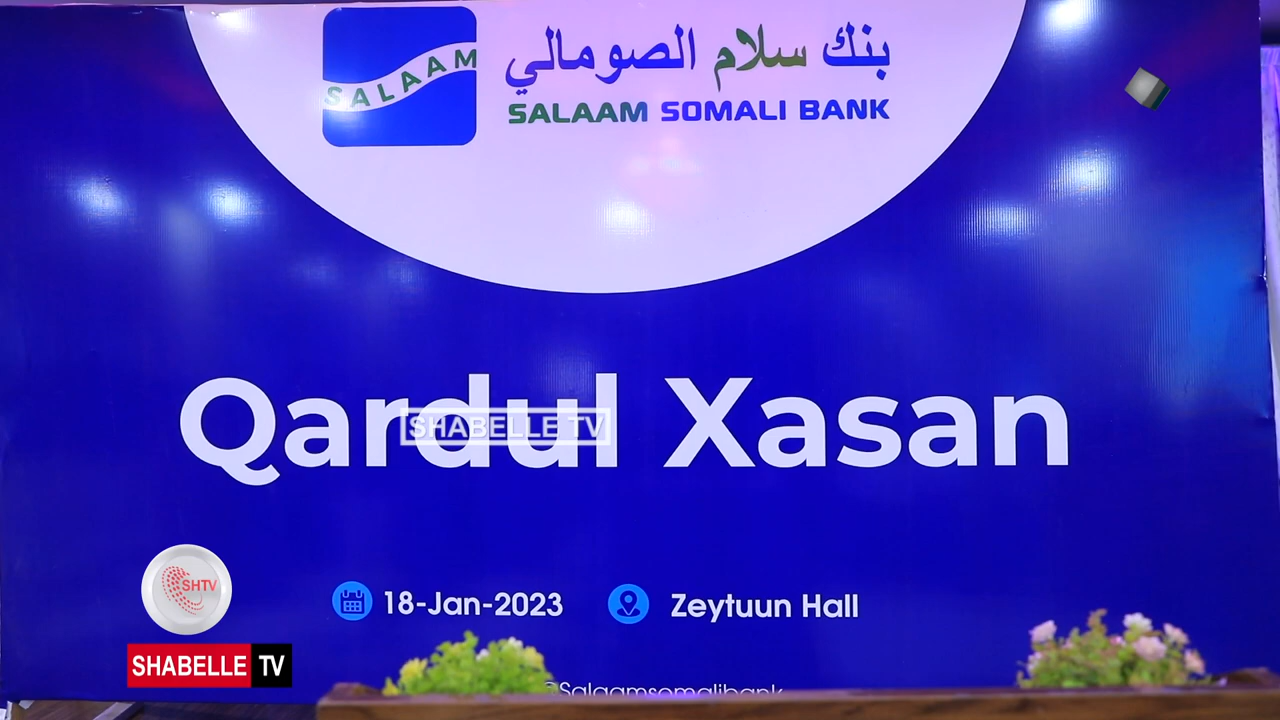 SALAAM
بنك سلام الصومالي
SALAAM SOMALI BANK
Qardul Xasan
SHABELLE TV
18-Jan-2023
Zeytuun Hall
@Salaamsomalibank
SHTV
SHABELLE TV